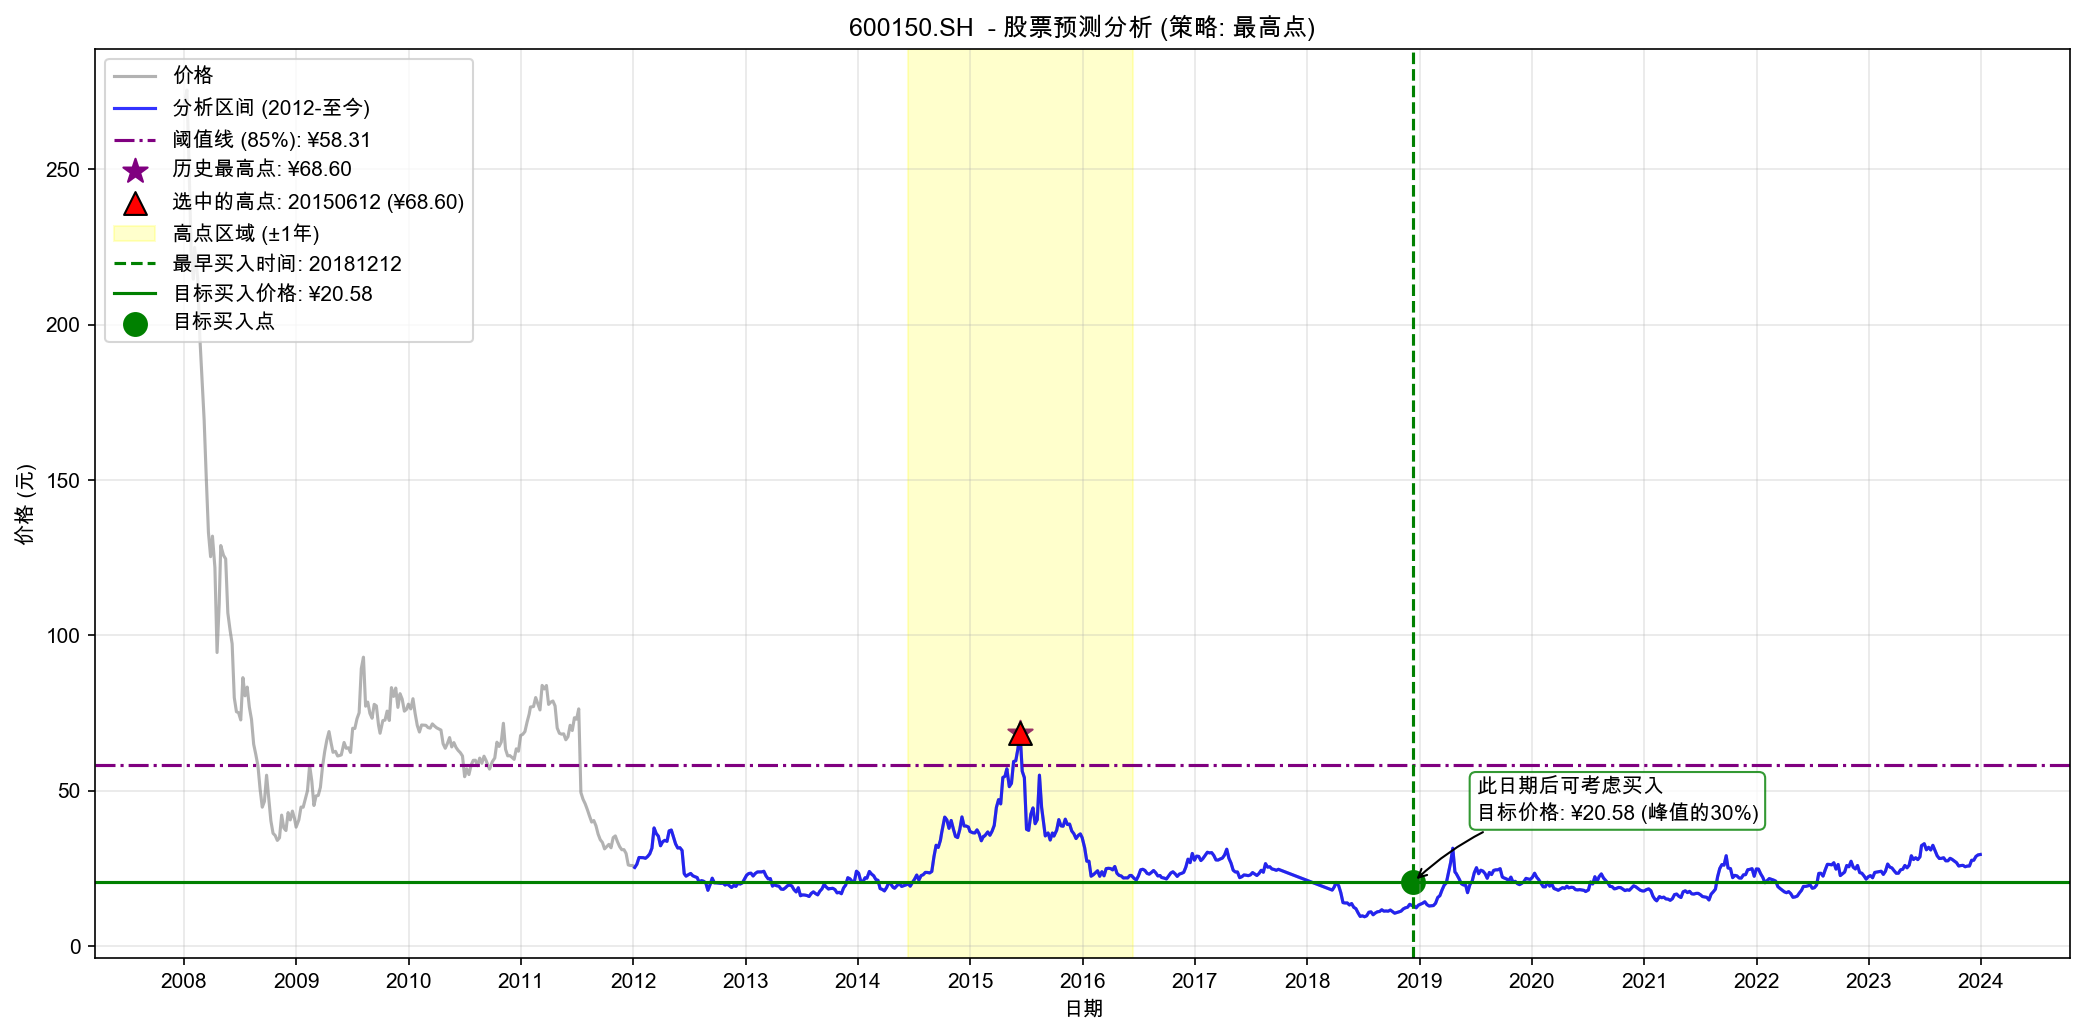 600150.SH - 股票预测分析 (策略: 最高点)
价格
分析区间 (2012-至今)
阈值线 (85%): ¥58.31
历史最高点: ¥68.60
选中的高点: 20150612 (¥68.60)
高点区域 (±1年)
最早买入时间: 20181212
目标买入价格: ¥20.58
目标买入点
价格 (元)
250
200
150
100
50
0
此日期后可考虑买入
目标价格: ¥20.58 (峰值的30%)
2008 2009 2010 2011 2012 2013 2014 2015 2016 2017 2018 2019 2020 2021 2022 2023 2024
日期